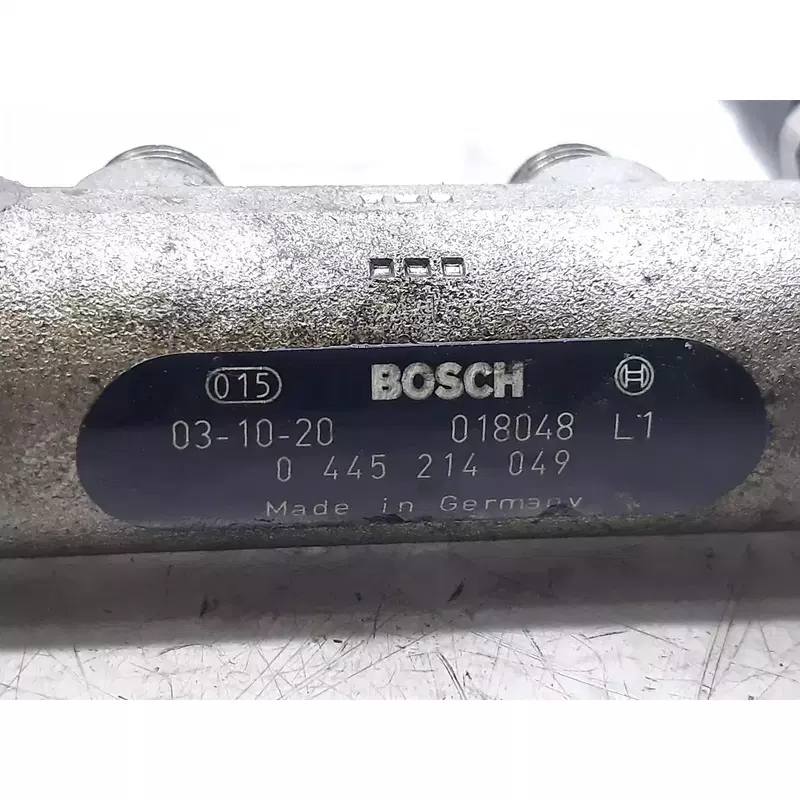 015 BOSCH
03-10-20 018048 L1
0 445 214 049
Made in Germany